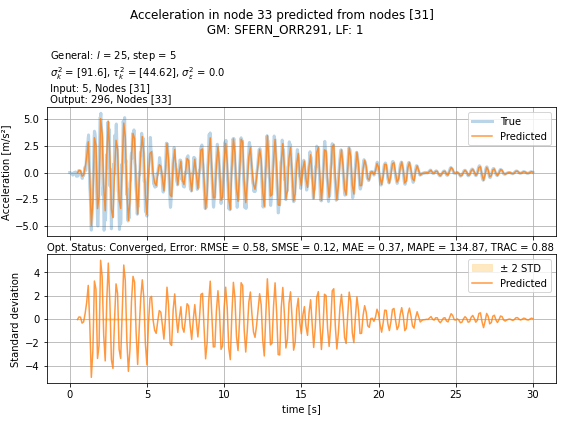 Acceleration in node 33 predicted from nodes [31]
GM: SFERN_ORR291, LF: 1
General: l = 25, step = 5
σ²ₖ = [91.6], τ²ₖ = [44.62], σ²ₑ = 0.0
Input: 5, Nodes [31]
Output: 296, Nodes [33]
Acceleration [m/s²]
5.0
2.5
0.0
−2.5
−5.0
True
Predicted
Opt. Status: Converged, Error: RMSE = 0.58, SMSE = 0.12, MAE = 0.37, MAPE = 134.87, TRAC = 0.88
Standard deviation
4
2
0
−2
−4
± 2 STD
Predicted
0 5 10 15 20 25 30
time [s]